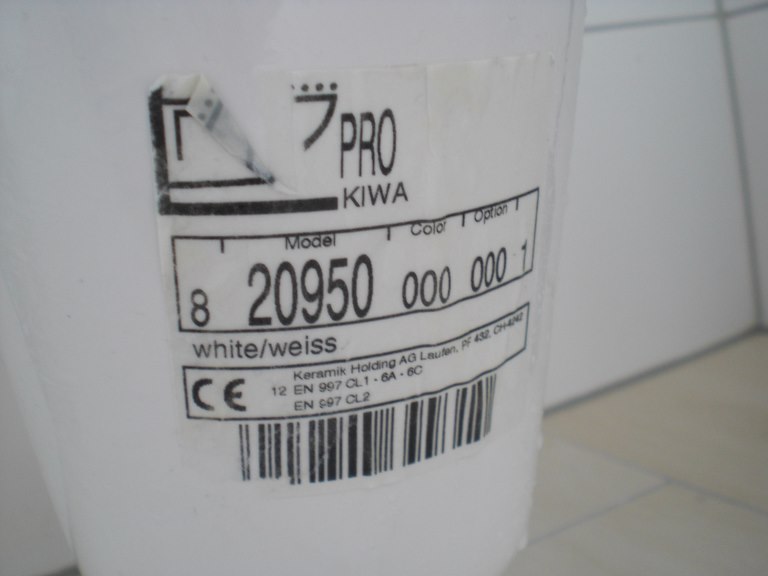 PRO
KIWA
Model Color Option
8 20950 000 000 1
white/weiss
Keramik Holding AG Laufen, PF 432, CH-4242
CE 12 EN 997 CL1 - 6A - 6C
EN 997 CL2